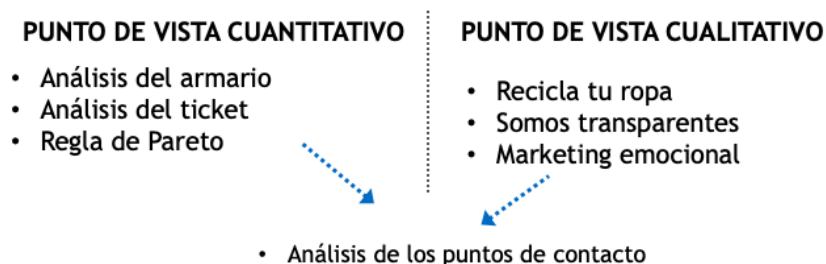 PUNTO DE VISTA CUANTITATIVO
• Análisis del armario
• Análisis del ticket
• Regla de Pareto
PUNTO DE VISTA CUALITATIVO
• Recicla tu ropa
• Somos transparentes
• Marketing emocional
• Análisis de los puntos de contacto